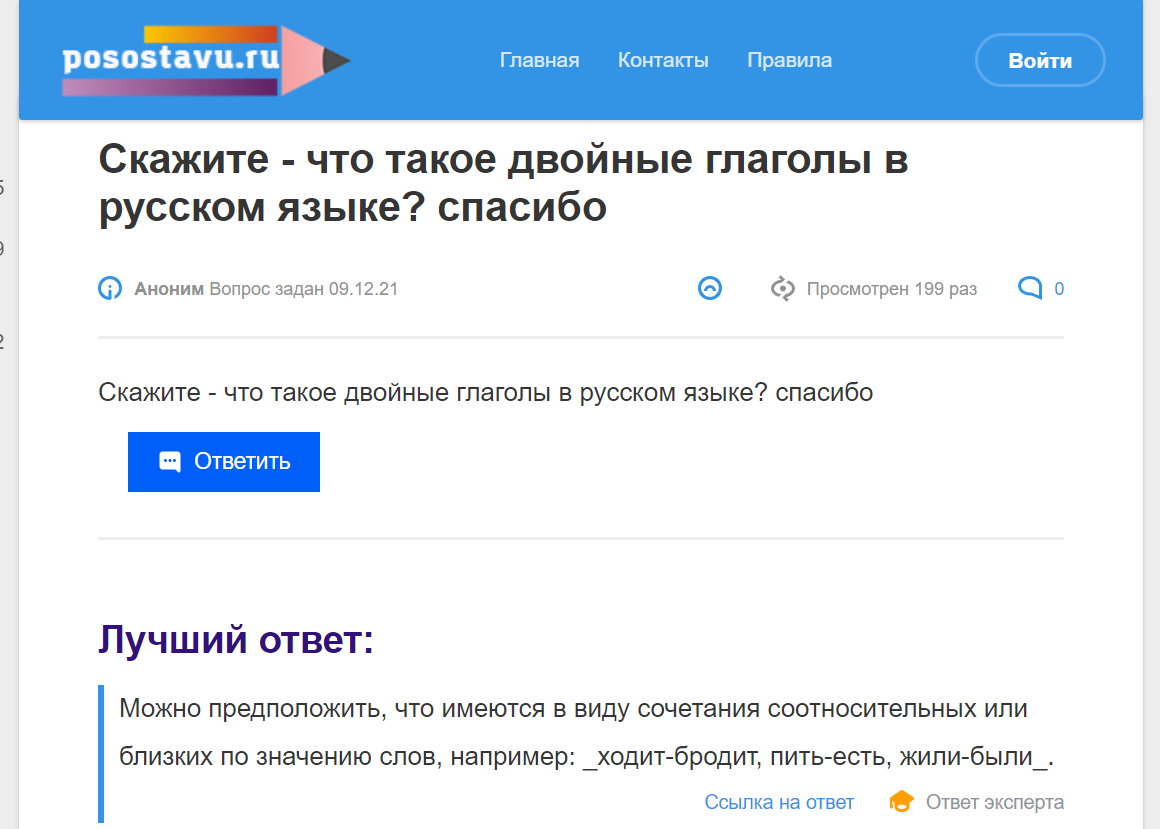 posostavu.ru
Главная Контакты Правила Войти
Скажите - что такое двойные глаголы в
русском языке? спасибо
Аноним Вопрос задан 09.12.21 Просмотрен 199 раз 0
Скажите - что такое двойные глаголы в русском языке? спасибо
Ответить
Лучший ответ:
Можно предположить, что имеются в виду сочетания соотносительных или
близких по значению слов, например: _ходит-бродит, пить-есть, жили-были_.
Ссылка на ответ Ответ эксперта